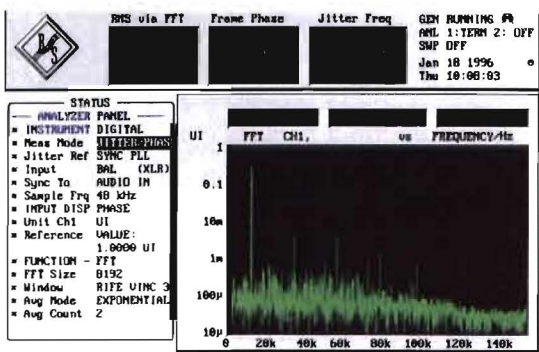 RMS via FFT Frame Phase Jitter Freq
GEN RUNNING
ANL 1:TERM 2: OFF
SWP OFF
Jan 18 1996
Thu 10:08:03
R/S
STATUS
ANALYZER PANEL
INSTRUMENT DIGITAL
Meas Mode JITTER/PHAS
Jitter Ref SYNC PLL
Input BAL (XLR)
Sync To AUDIO IN
Sample Frq 48 kHz
INPUT DISP PHASE
Unit Ch1 UI
Reference VALUE:
1.0000 UI
FUNCTION - FFT
FFT Size 8192
Window RIFE VINC 3
Avg Mode EXPONENTIAL
Avg Count 2
UI FFT CH1, vs FREQUENCY/Hz
1
0.1
10m
1m
100µ
10µ
0 20k 40k 60k 80k 100k 120k 140k